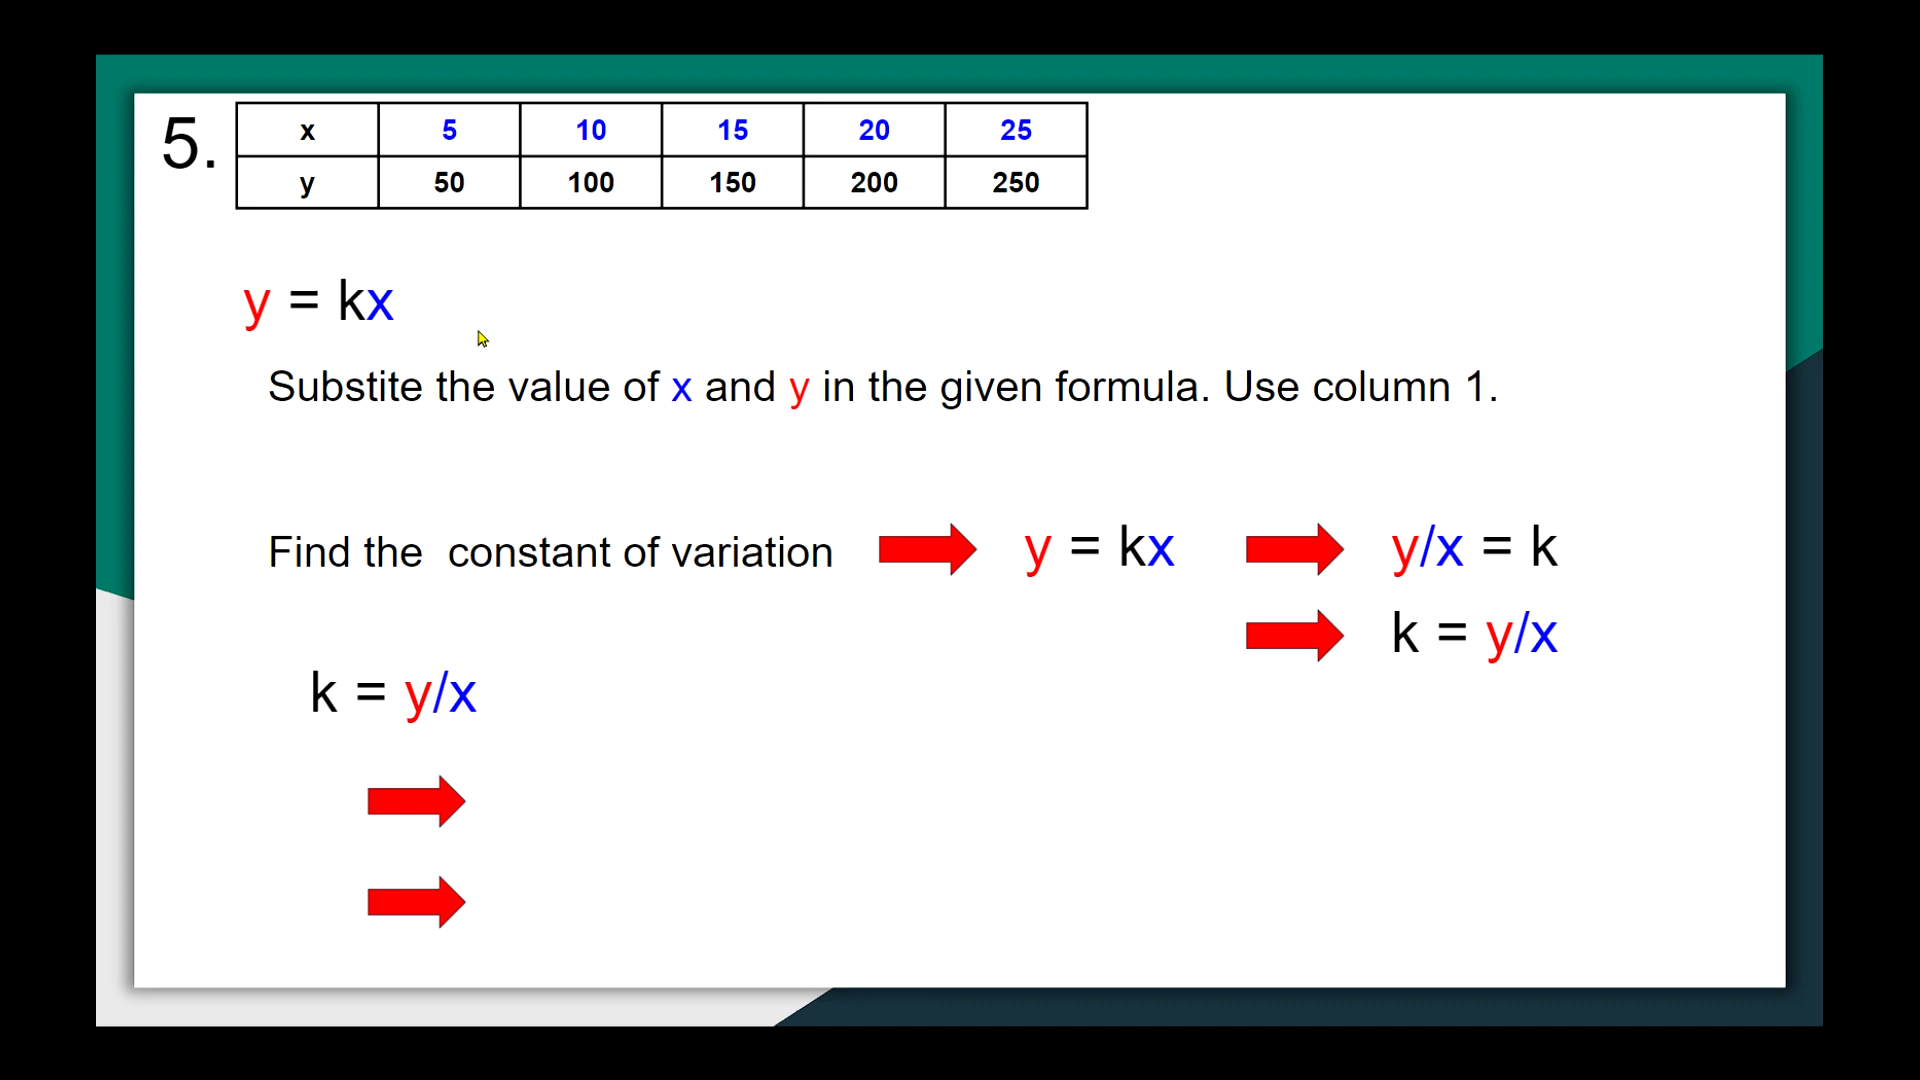 5.
x 5 10 15 20 25
y 50 100 150 200 250
y = kx
Substite the value of x and y in the given formula. Use column 1.
Find the constant of variation y = kx y/x = k
k = y/x
k = y/x